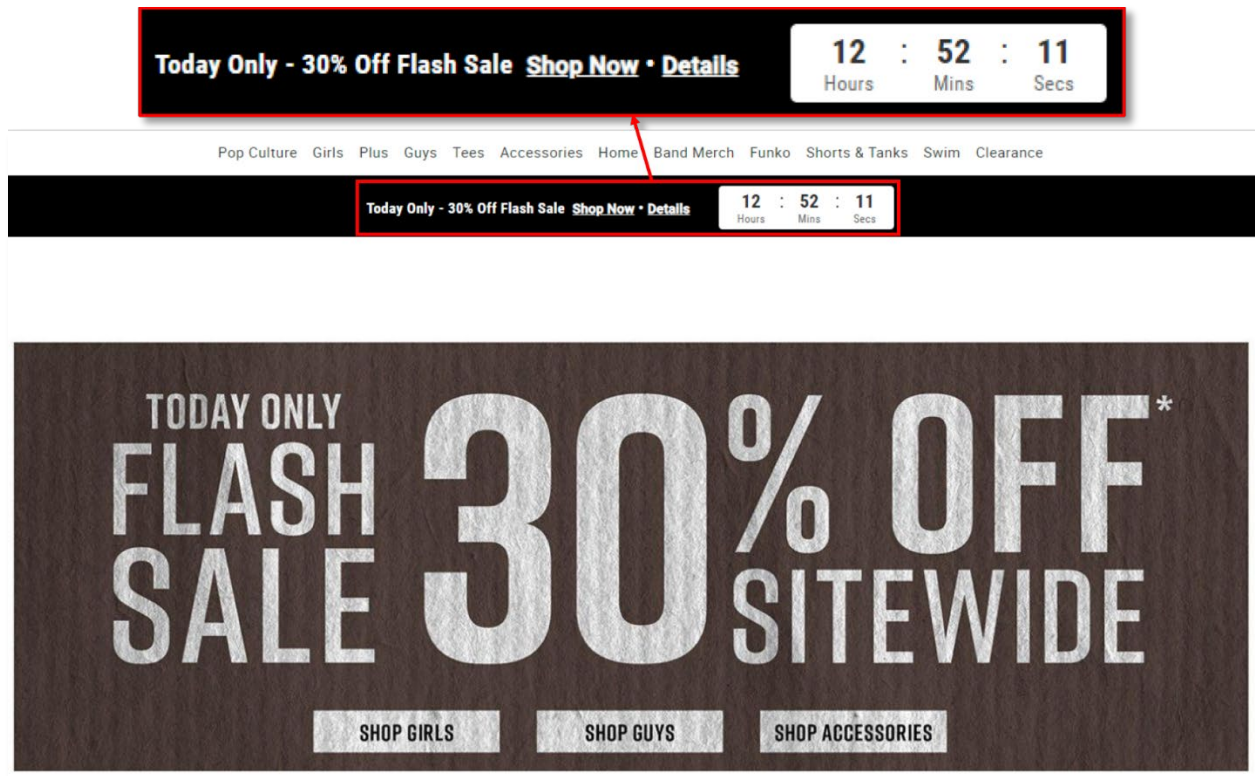 Today Only - 30% Off Flash Sale Shop Now • Details
12 : 52 : 11
Hours Mins Secs
Pop Culture Girls Plus Guys Tees Accessories Home Band Merch Funko Shorts & Tanks Swim Clearance
Today Only - 30% Off Flash Sale Shop Now • Details
12 : 52 : 11
Hours Mins Secs
TODAY ONLY
FLASH
SALE
30% OFF*
SITEWIDE
SHOP GIRLS
SHOP GUYS
SHOP ACCESSORIES